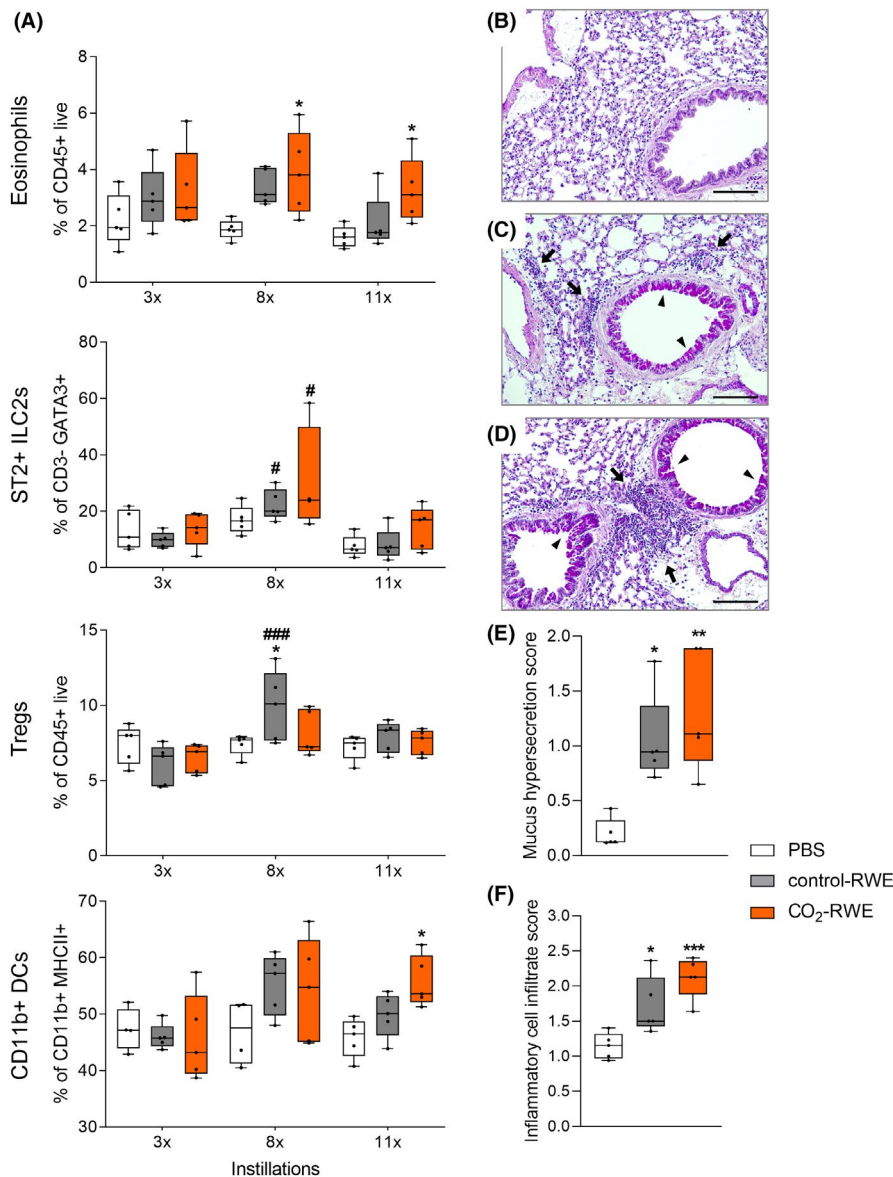 (A)
Eosinophils
% of CD45+ live
8
6
4
2
0
*
*
3x
8x
11x
ST2+ ILC2s
% of CD3- GATA3+
80
60
40
20
0
#
#
3x
8x
11x
Tregs
% of CD45+ live
15
10
5
0
###
*
3x
8x
11x
CD11b+ DCs
% of CD11b+ MHCII+
70
60
50
40
30
*
3x
8x
11x
Instillations
(B)
(C)
(D)
(E)
Mucus hypersecretion score
2.0
1.5
1.0
0.5
0.0
*
**
PBS
control-RWE
CO₂-RWE
(F)
Inflammatory cell infiltrate score
3.0
2.5
2.0
1.5
1.0
0.5
0.0
*
***